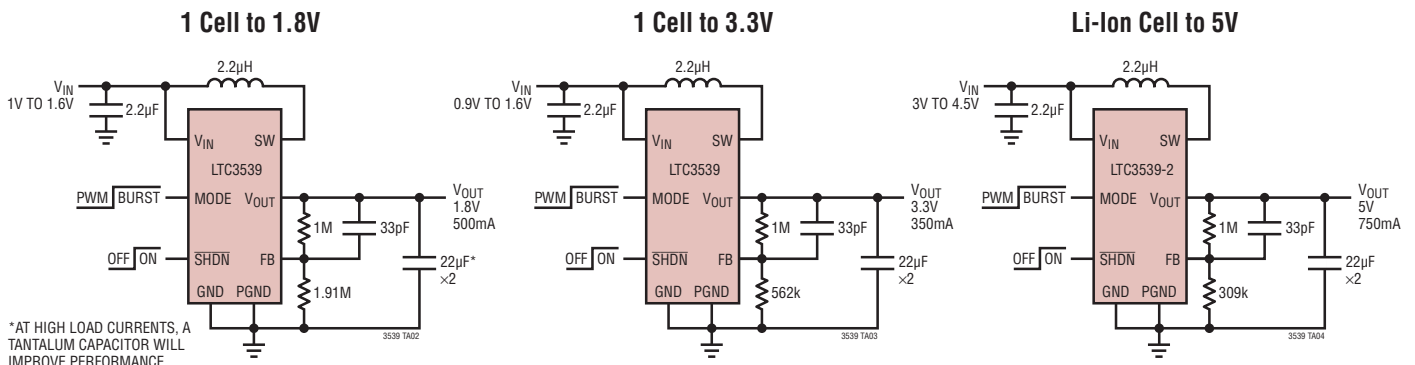 1 Cell to 1.8V
2.2µH
VIN
1V TO 1.6V
2.2µF
VIN
SW
LTC3539
PWM
BURST
MODE
VOUT
VOUT
1.8V
500mA
1M
33pF
OFF
ON
SHDN
FB
22µF*
×2
1.91M
GND
PGND
*AT HIGH LOAD CURRENTS, A
TANTALUM CAPACITOR WILL
IMPROVE PERFORMANCE
3539 TA02
1 Cell to 3.3V
2.2µH
VIN
0.9V TO 1.6V
2.2µF
VIN
SW
LTC3539
PWM
BURST
MODE
VOUT
VOUT
3.3V
350mA
1M
33pF
OFF
ON
SHDN
FB
22µF
×2
562k
GND
PGND
3539 TA03
Li-Ion Cell to 5V
2.2µH
VIN
3V TO 4.5V
2.2µF
VIN
SW
LTC3539-2
PWM
BURST
MODE
VOUT
VOUT
5V
750mA
1M
33pF
OFF
ON
SHDN
FB
22µF
×2
309k
GND
PGND
3539 TA04